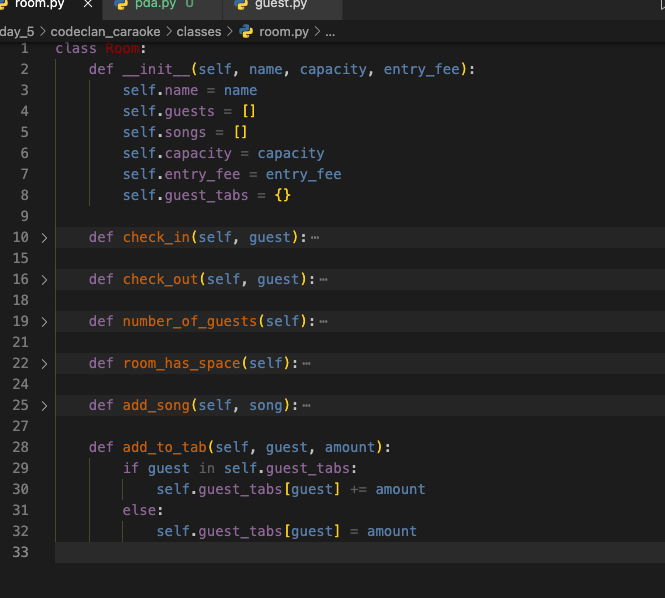 room.py × pda.py U guest.py
day_5 > codeclan_caraoke > classes > room.py > ...
1 class Room:
2 def __init__(self, name, capacity, entry_fee):
3 self.name = name
4 self.guests = []
5 self.songs = []
6 self.capacity = capacity
7 self.entry_fee = entry_fee
8 self.guest_tabs = {}
9
10 > def check_in(self, guest):⋯
15
16 > def check_out(self, guest):⋯
18
19 > def number_of_guests(self):⋯
21
22 > def room_has_space(self):⋯
24
25 > def add_song(self, song):⋯
27
28 def add_to_tab(self, guest, amount):
29 if guest in self.guest_tabs:
30 self.guest_tabs[guest] += amount
31 else:
32 self.guest_tabs[guest] = amount
33